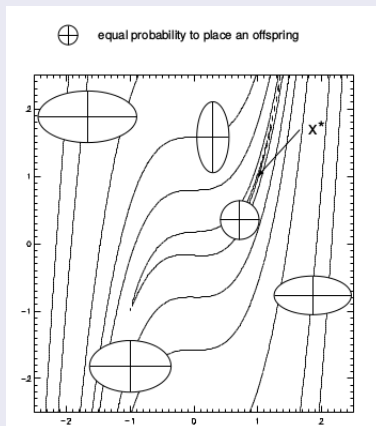 equal probability to place an offspring
2
x*
1
0
-1
-2
-2 -1 0 1 2